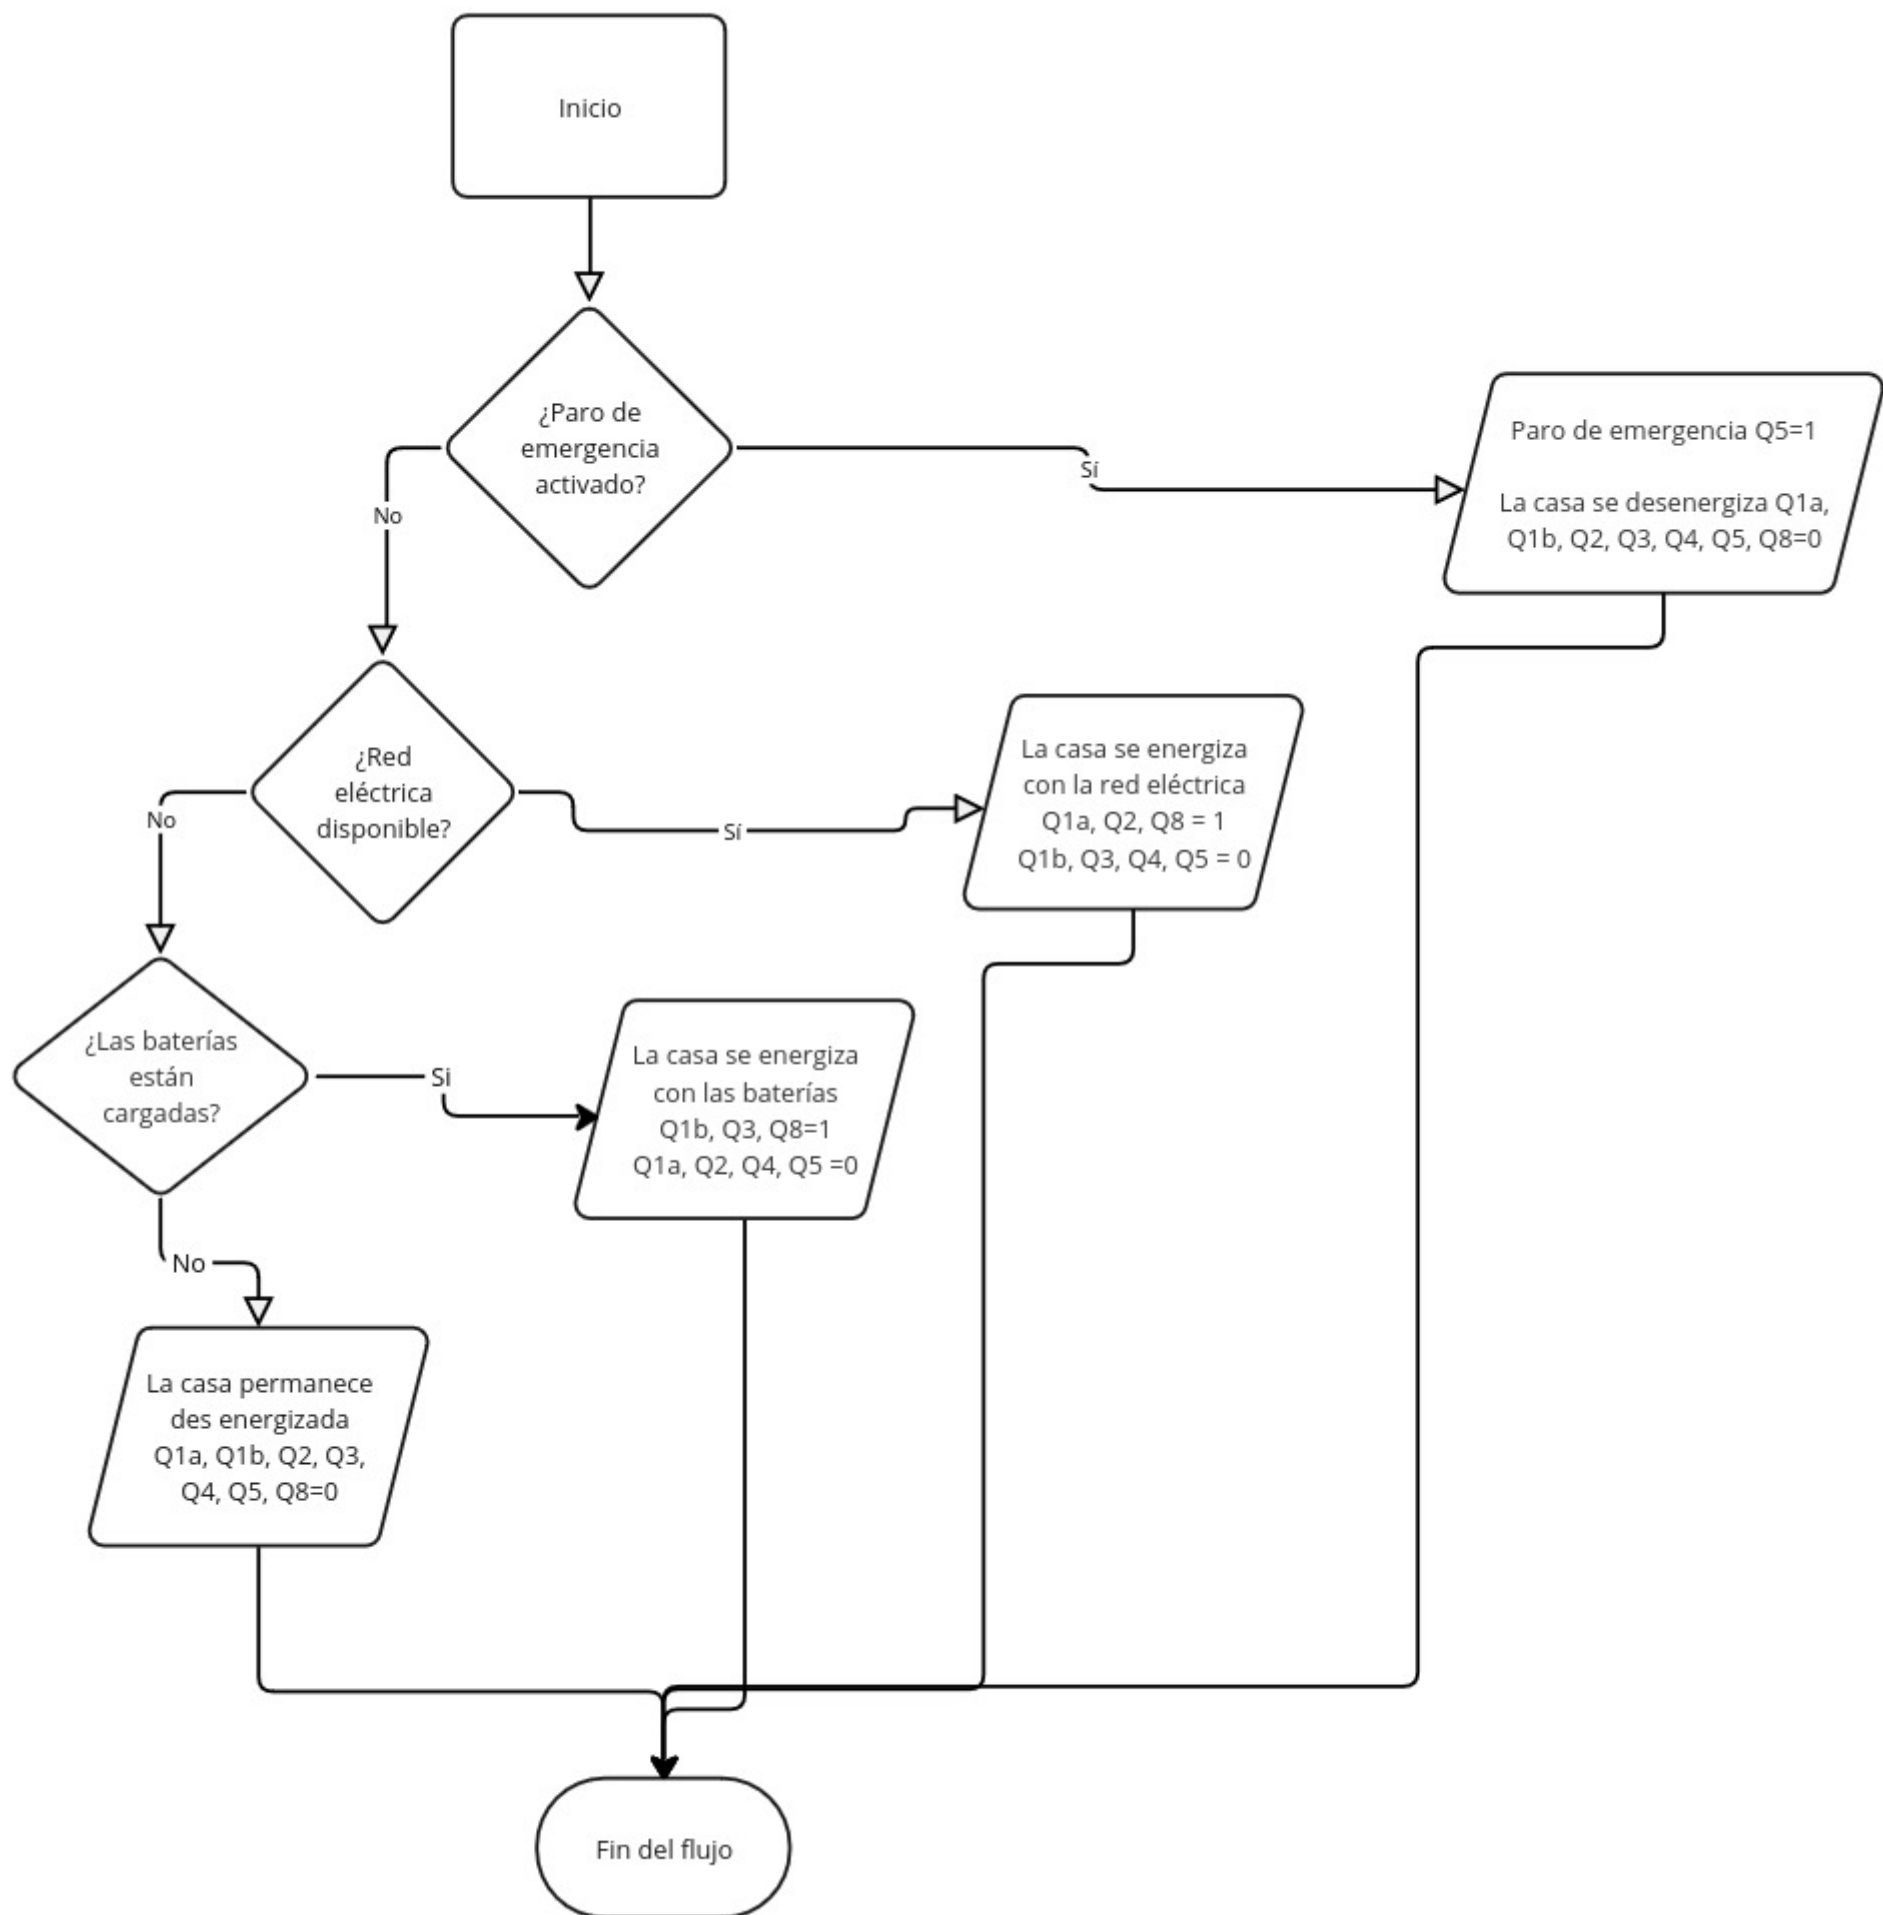 Inicio
¿Paro de
emergencia
activado?
Sí
No
Paro de emergencia Q5=1
La casa se desenergiza Q1a,
Q1b, Q2, Q3, Q4, Q5, Q8=0
¿Red
eléctrica
disponible?
Sí
No
La casa se energiza
con la red eléctrica
Q1a, Q2, Q8 = 1
Q1b, Q3, Q4, Q5 = 0
¿Las baterías
están
cargadas?
Si
No
La casa se energiza
con las baterías
Q1b, Q3, Q8=1
Q1a, Q2, Q4, Q5 =0
La casa permanece
des energizada
Q1a, Q1b, Q2, Q3,
Q4, Q5, Q8=0
Fin del flujo